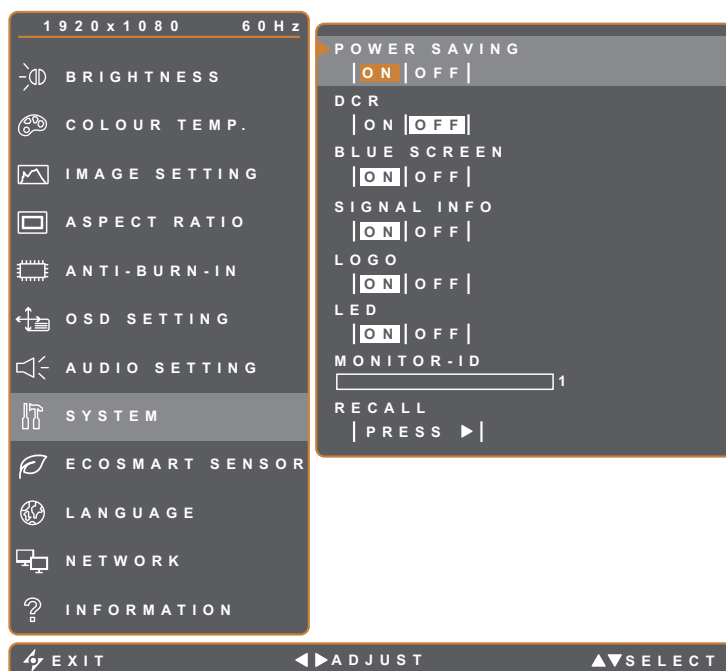 1920x1080 60Hz
BRIGHTNESS
COLOUR TEMP.
IMAGE SETTING
ASPECT RATIO
ANTI-BURN-IN
OSD SETTING
AUDIO SETTING
SYSTEM
ECOSMART SENSOR
LANGUAGE
NETWORK
INFORMATION
POWER SAVING
ON OFF
DCR
ON OFF
BLUE SCREEN
ON OFF
SIGNAL INFO
ON OFF
LOGO
ON OFF
LED
ON OFF
MONITOR-ID
1
RECALL
PRESS
EXIT ADJUST SELECT